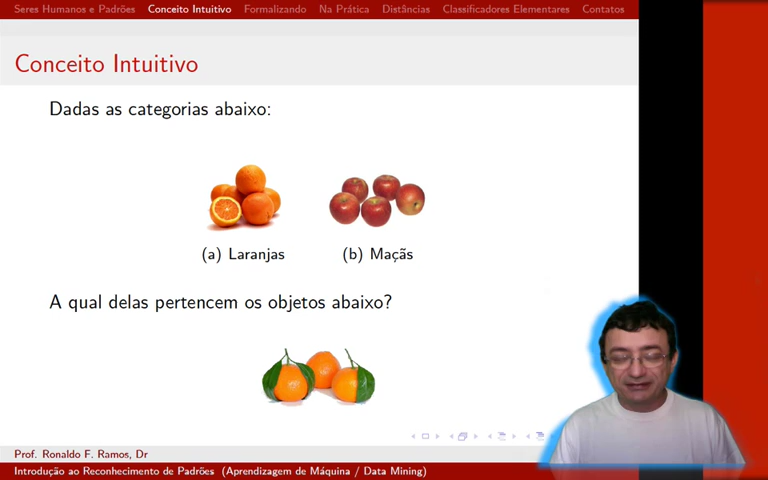 Seres Humanos e Padrões Conceito Intuitivo Formalizando Na Prática Distâncias Classificadores Elementares Contatos
Conceito Intuitivo
Dadas as categorias abaixo:
(a) Laranjas (b) Maçãs
A qual delas pertencem os objetos abaixo?
Prof. Ronaldo F. Ramos, Dr
Introdução ao Reconhecimento de Padrões (Aprendizagem de Máquina / Data Mining)